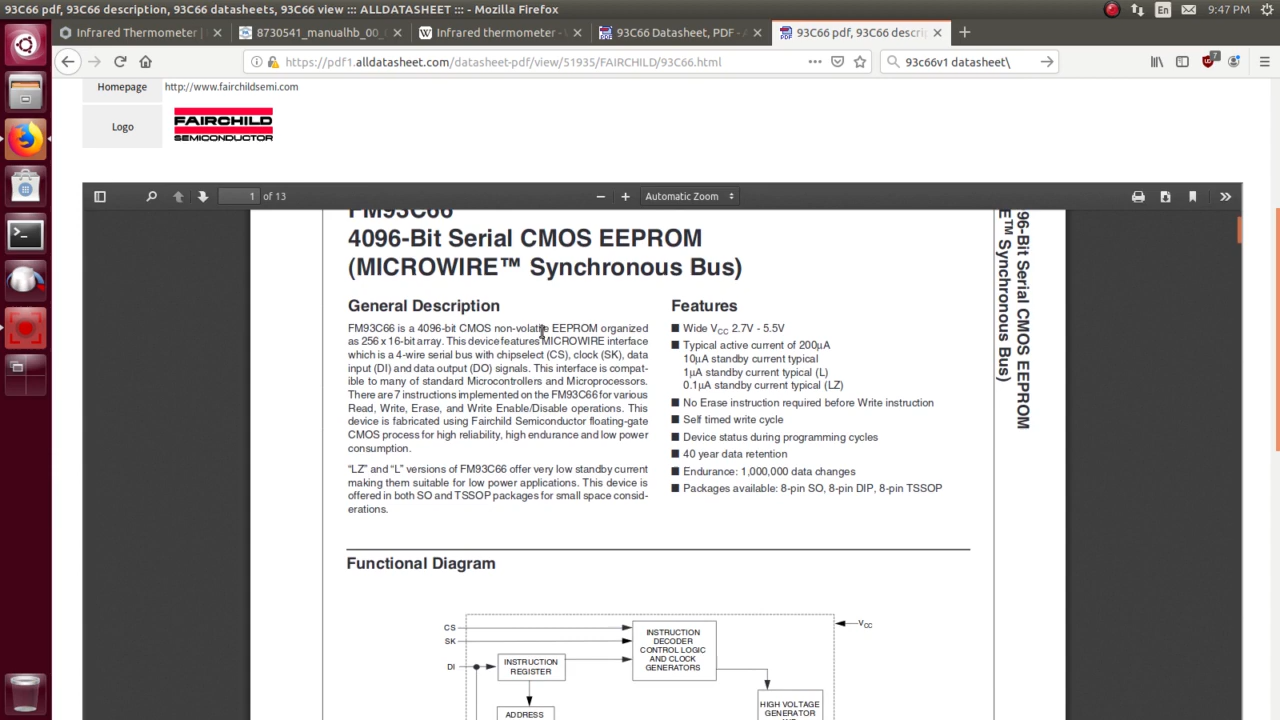 93C66 pdf, 93C66 description, 93C66 datasheets, 93C66 view ::: ALLDATASHEET ::: - Mozilla Firefox
En
9:47 PM
Infrared Thermometer
8730541_manualhb_00_
Infrared thermometer -
93C66 Datasheet, PDF -
93C66 pdf, 93C66 descri
https://pdf1.alldatasheet.com/datasheet-pdf/view/51935/FAIRCHILD/93C66.html
93c66v1 datasheet\
7
Homepage
http://www.fairchildsemi.com
Logo
FAIRCHILD
SEMICONDUCTOR
1 of 13
Automatic Zoom
FM93C66
4096-Bit Serial CMOS EEPROM
(MICROWIRE™ Synchronous Bus)
General Description
FM93C66 is a 4096-bit CMOS non-volatile EEPROM organized
as 256 x 16-bit array. This device features MICROWIRE interface
which is a 4-wire serial bus with chipselect (CS), clock (SK), data
input (DI) and data output (DO) signals. This interface is compat-
ible to many of standard Microcontrollers and Microprocessors.
There are 7 instructions implemented on the FM93C66 for various
Read, Write, Erase, and Write Enable/Disable operations. This
device is fabricated using Fairchild Semiconductor floating-gate
CMOS process for high reliability, high endurance and low power
consumption.
“LZ” and “L” versions of FM93C66 offer very low standby current
making them suitable for low power applications. This device is
offered in both SO and TSSOP packages for small space consid-
erations.
Features
■ Wide VCC 2.7V - 5.5V
■ Typical active current of 200µA
10µA standby current typical
1µA standby current typical (L)
0.1µA standby current typical (LZ)
■ No Erase instruction required before Write instruction
■ Self timed write cycle
■ Device status during programming cycles
■ 40 year data retention
■ Endurance: 1,000,000 data changes
■ Packages available: 8-pin SO, 8-pin DIP, 8-pin TSSOP
96-Bit Serial CMOS EEPROM
E™ Synchronous Bus)
Functional Diagram
CS
SK
DI
INSTRUCTION
REGISTER
ADDRESS
INSTRUCTION
DECODER
CONTROL LOGIC
AND CLOCK
GENERATORS
VCC
HIGH VOLTAGE
GENERATOR